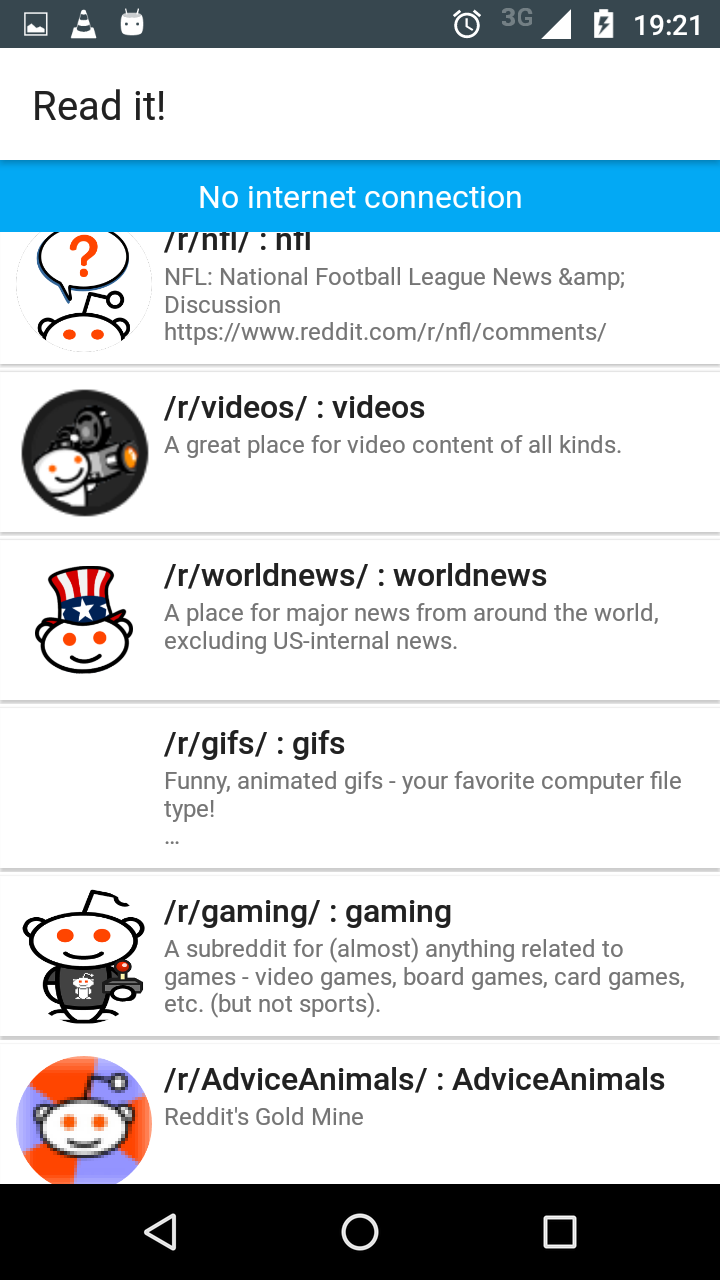 3G 19:21
Read it!
No internet connection
/r/nfl/ : nfl
NFL: National Football League News &amp;
Discussion
https://www.reddit.com/r/nfl/comments/
/r/videos/ : videos
A great place for video content of all kinds.
/r/worldnews/ : worldnews
A place for major news from around the world,
excluding US-internal news.
/r/gifs/ : gifs
Funny, animated gifs - your favorite computer file
type!
…
/r/gaming/ : gaming
A subreddit for (almost) anything related to
games - video games, board games, card games,
etc. (but not sports).
/r/AdviceAnimals/ : AdviceAnimals
Reddit's Gold Mine